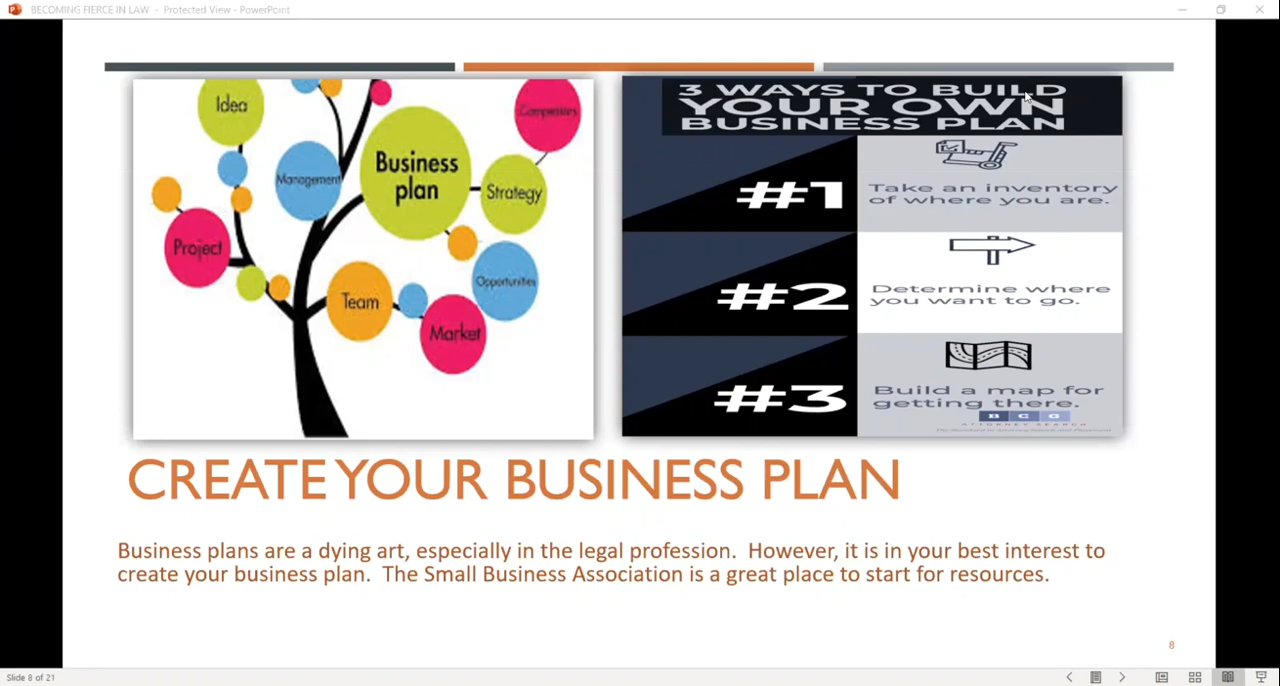 BECOMING FIERCE IN LAW - Protected View - PowerPoint
Idea
Competitors
Business
plan
Management
Strategy
Project
Opportunities
Team
Market
3 WAYS TO BUILD
YOUR OWN
BUSINESS PLAN
#1
Take an inventory
of where you are.
#2
Determine where
you want to go.
#3
Build a map for
getting there.
B C G
ATTORNEY SEARCH
CREATE YOUR BUSINESS PLAN
Business plans are a dying art, especially in the legal profession. However, it is in your best interest to
create your business plan. The Small Business Association is a great place to start for resources.
8
Slide 8 of 21